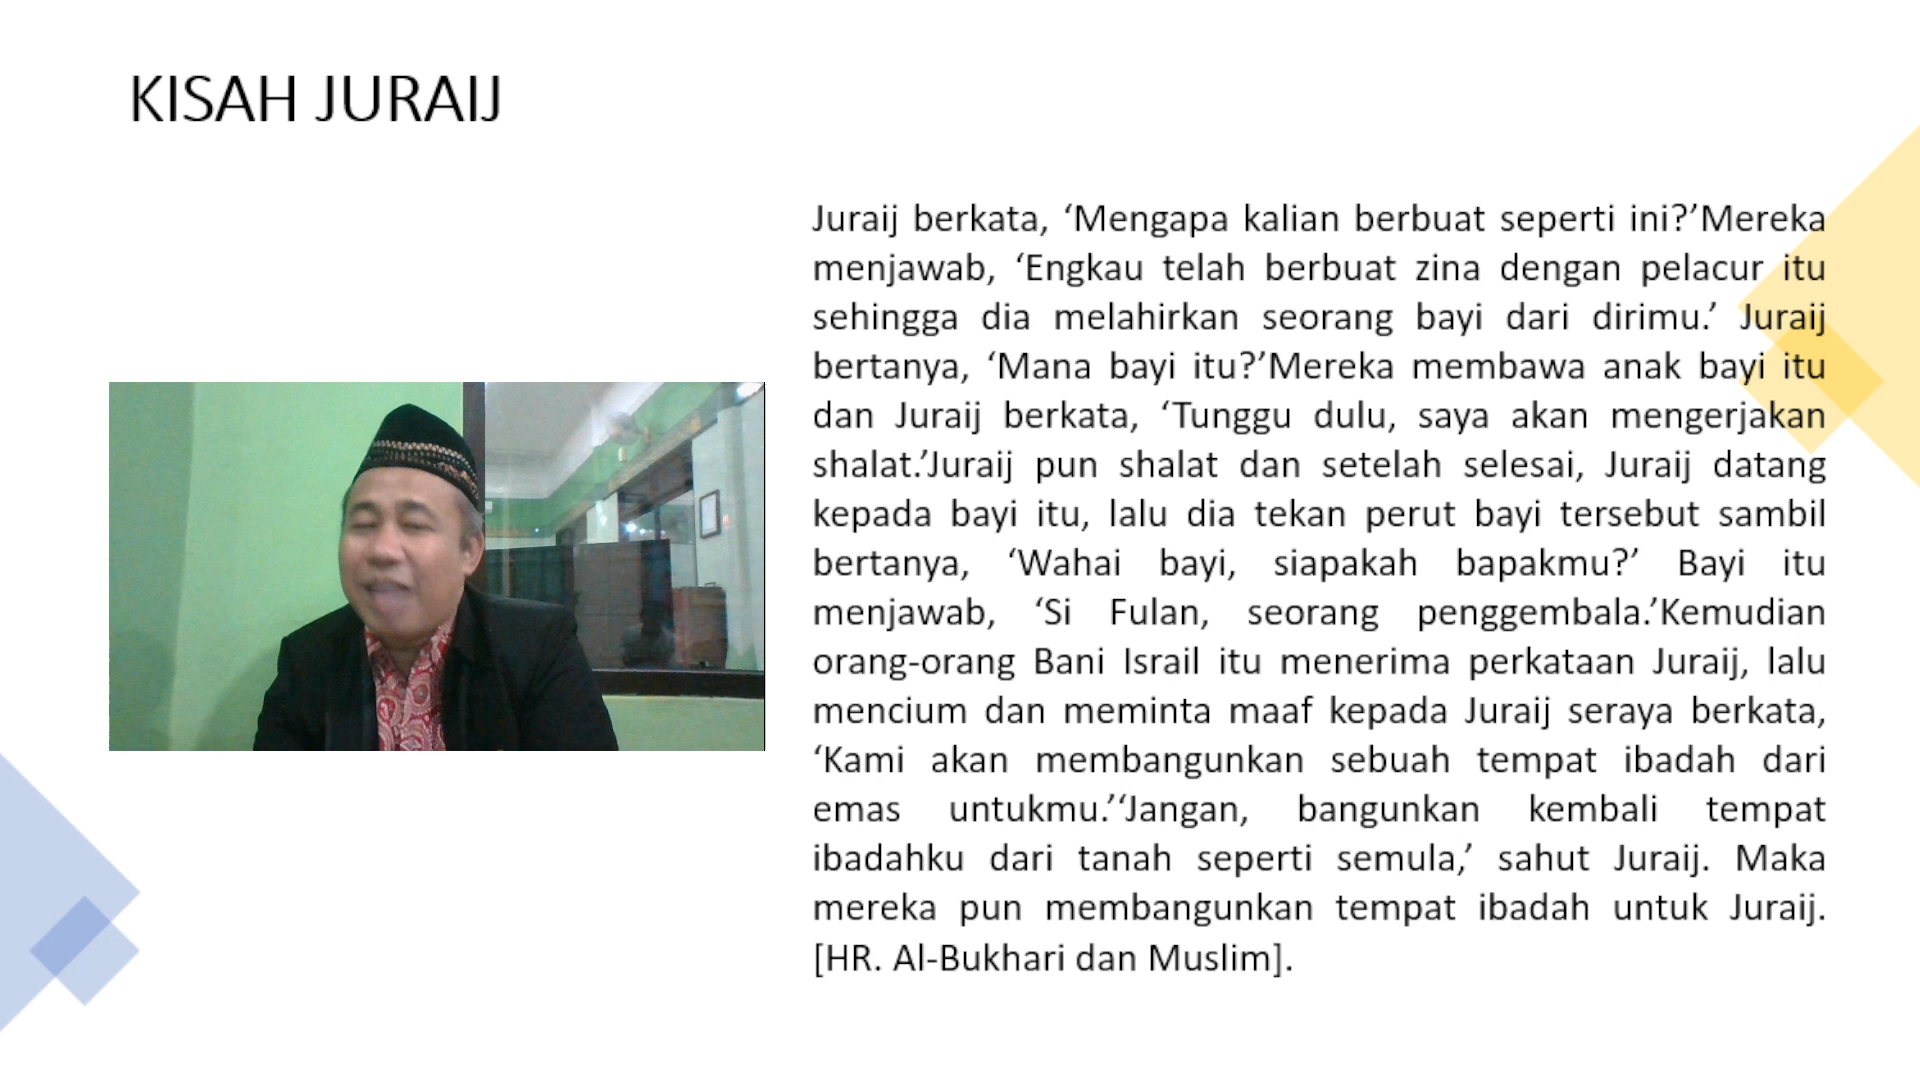 KISAH JURAIJ
Juraij berkata, ‘Mengapa kalian berbuat seperti ini?’Mereka
menjawab, ‘Engkau telah berbuat zina dengan pelacur itu
sehingga dia melahirkan seorang bayi dari dirimu.’ Juraij
bertanya, ‘Mana bayi itu?’Mereka membawa anak bayi itu
dan Juraij berkata, ‘Tunggu dulu, saya akan mengerjakan
shalat.’Juraij pun shalat dan setelah selesai, Juraij datang
kepada bayi itu, lalu dia tekan perut bayi tersebut sambil
bertanya, ‘Wahai bayi, siapakah bapakmu?’ Bayi itu
menjawab, ‘Si Fulan, seorang penggembala.’Kemudian
orang-orang Bani Israil itu menerima perkataan Juraij, lalu
mencium dan meminta maaf kepada Juraij seraya berkata,
‘Kami akan membangunkan sebuah tempat ibadah dari
emas untukmu.’‘Jangan, bangunkan kembali tempat
ibadahku dari tanah seperti semula,’ sahut Juraij. Maka
mereka pun membangunkan tempat ibadah untuk Juraij.
[HR. Al-Bukhari dan Muslim].